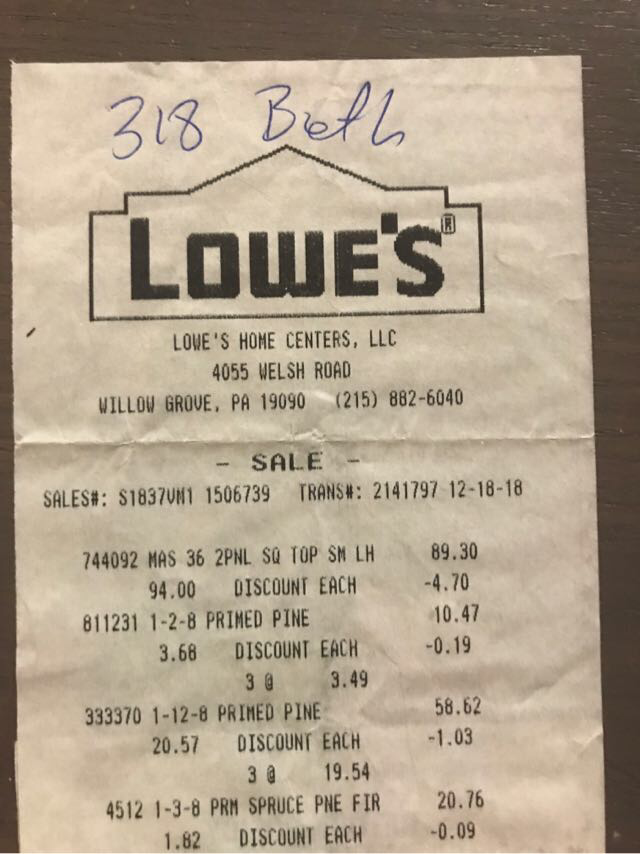 318 Beth
LOWE'S®
LOWE'S HOME CENTERS, LLC
4055 WELSH ROAD
WILLOW GROVE, PA 19090 (215) 882-6040
- SALE -
SALES#: S1837VM1 1506739 TRANS#: 2141797 12-18-18
744092 MAS 36 2PNL SQ TOP SM LH 89.30
94.00 DISCOUNT EACH -4.70
811231 1-2-8 PRIMED PINE 10.47
3.68 DISCOUNT EACH -0.19
3 @ 3.49
333370 1-12-8 PRIMED PINE 58.62
20.57 DISCOUNT EACH -1.03
3 @ 19.54
4512 1-3-8 PRM SPRUCE PNE FIR 20.76
1.82 DISCOUNT EACH -0.09